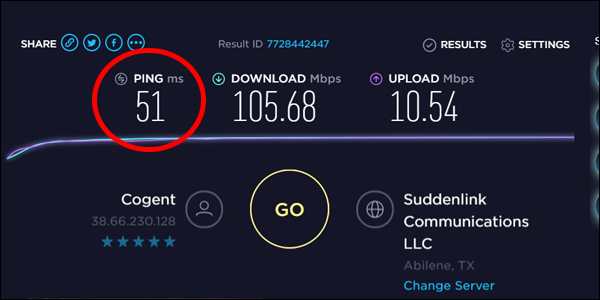 SHARE
Result ID 7728442447
RESULTS
SETTINGS
PING ms
51
DOWNLOAD Mbps
105.68
UPLOAD Mbps
10.54
Cogent
38.66.230.128
GO
Suddenlink
Communications
LLC
Abilene, TX
Change Server